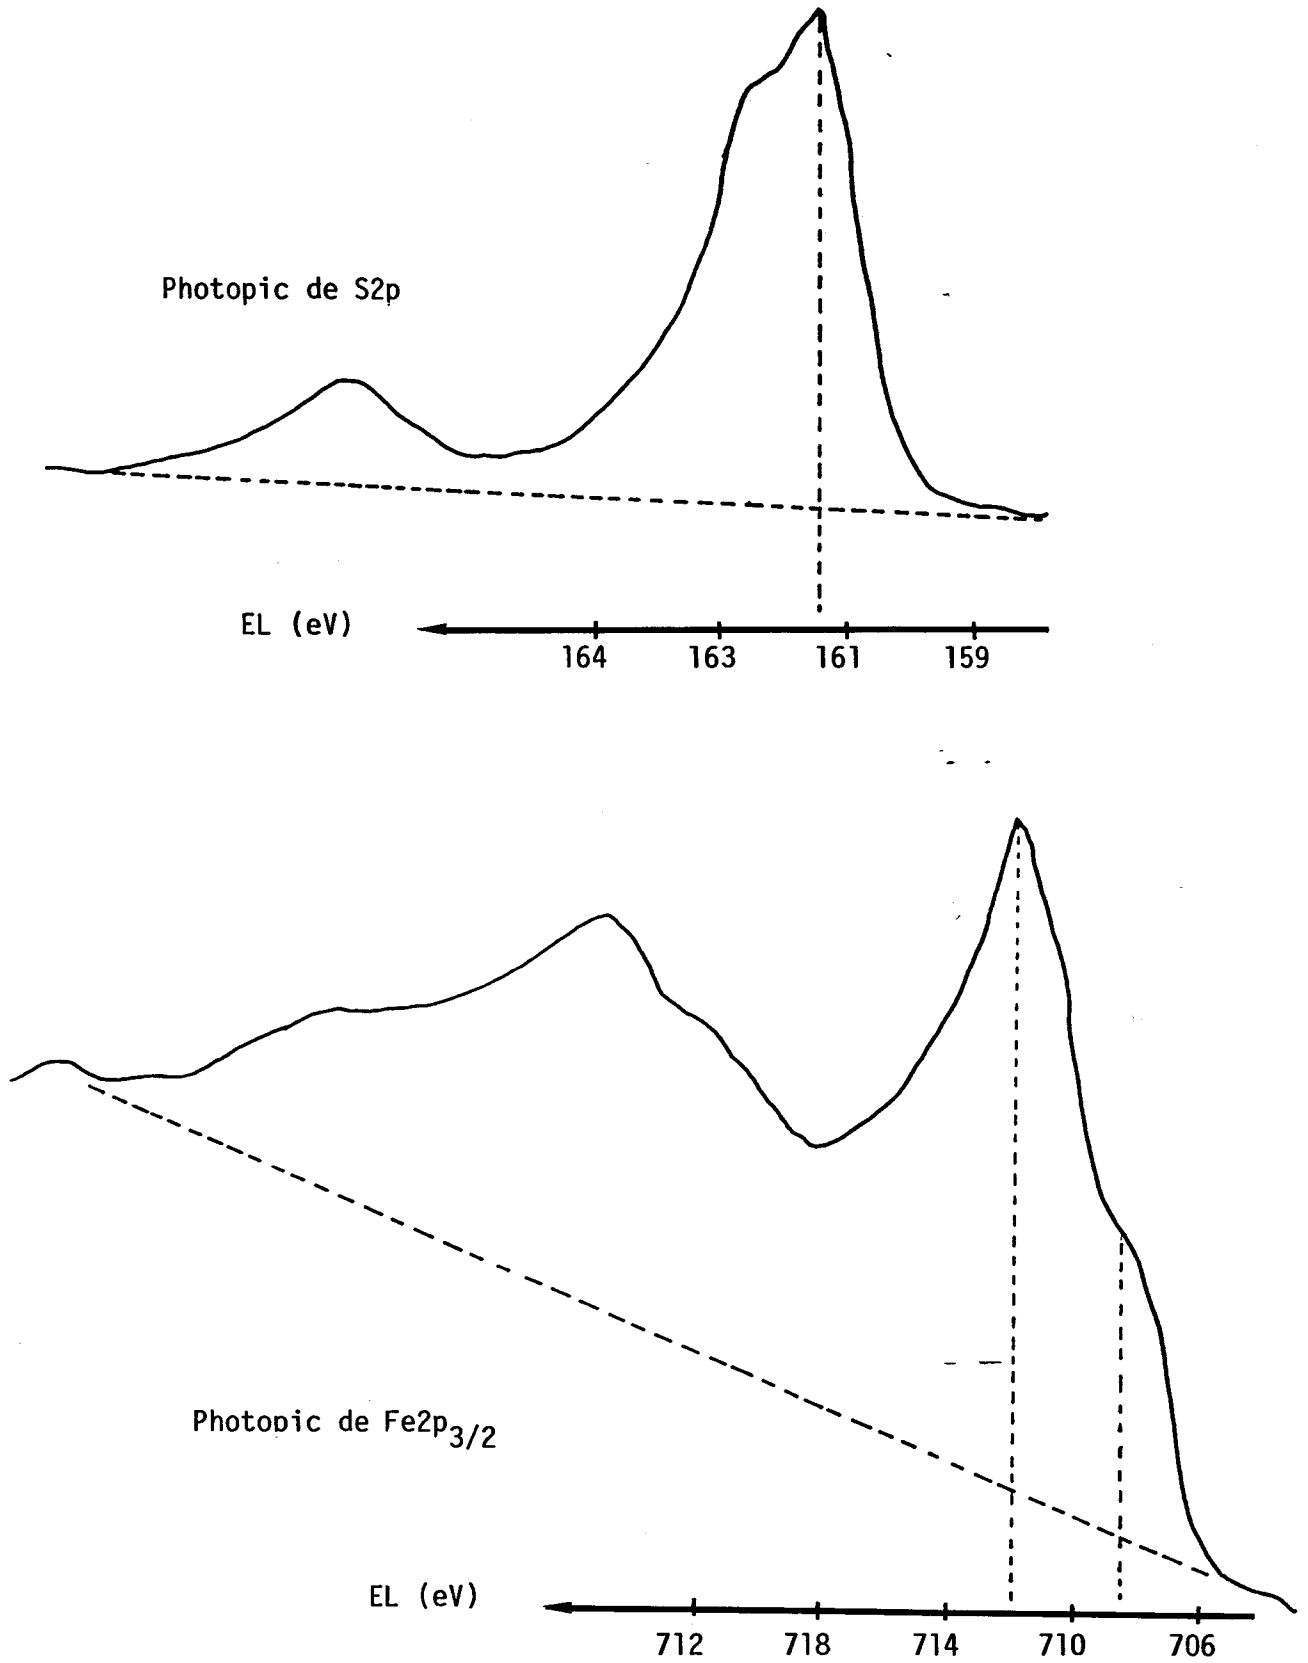 Photopic de S2p
EL (eV)
164 163 161 159
Photopic de Fe2p3/2
EL (eV)
712 718 714 710 706